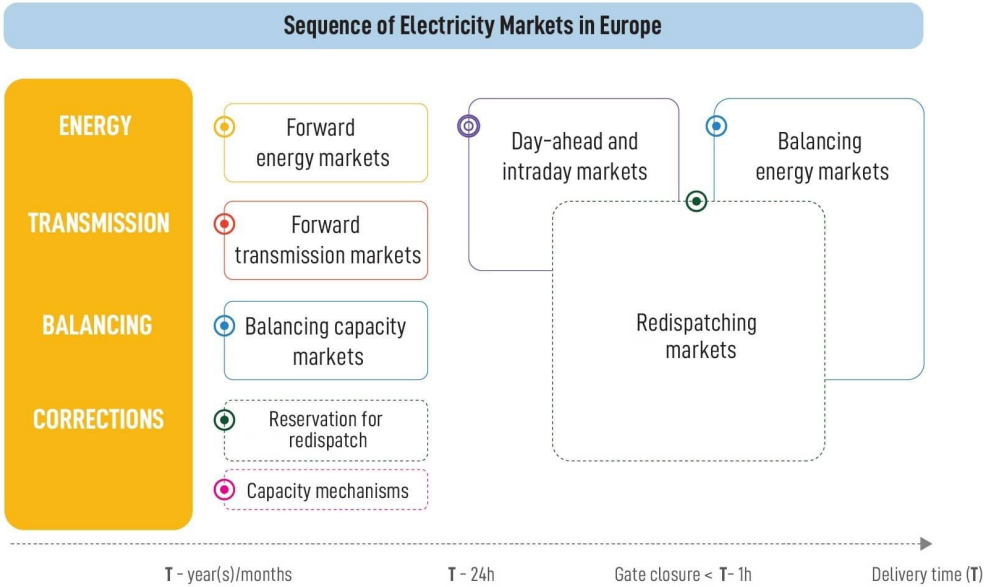 Sequence of Electricity Markets in Europe
ENERGY
Forward
energy markets
Day-ahead and
intraday markets
Balancing
energy markets
TRANSMISSION
Forward
transmission markets
BALANCING
Balancing capacity
markets
Redispatching
markets
CORRECTIONS
Reservation for
redispatch
Capacity mechanisms
T - year(s)/months
T - 24h
Gate closure < T- 1h
Delivery time (T)